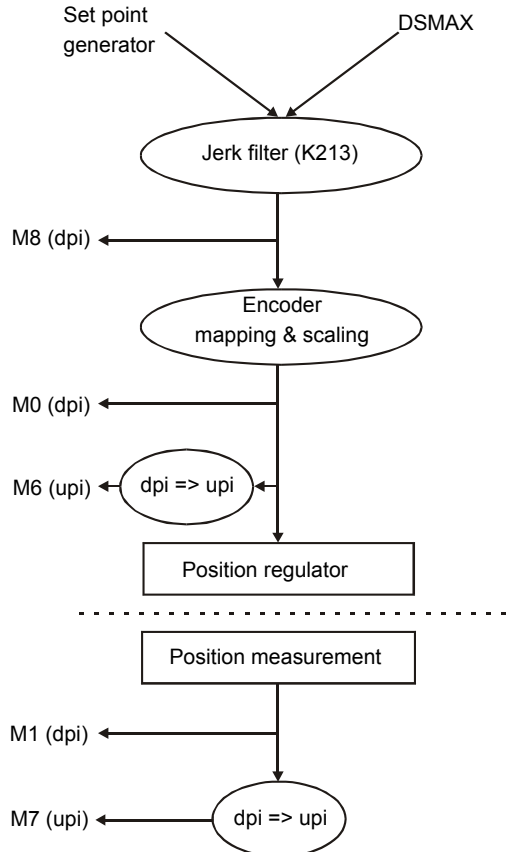 Set point
generator
DSMAX
Jerk filter (K213)
M8 (dpi)
Encoder
mapping & scaling
M0 (dpi)
M6 (upi)
dpi => upi
Position regulator
Position measurement
M1 (dpi)
M7 (upi)
dpi => upi